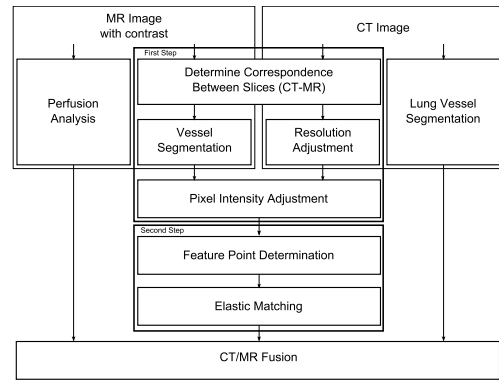 MR Image
with contrast
CT Image
First Step
Determine Correspondence
Between Slices (CT-MR)
Perfusion
Analysis
Lung Vessel
Segmentation
Vessel
Segmentation
Resolution
Adjustment
Pixel Intensity Adjustment
Second Step
Feature Point Determination
Elastic Matching
CT/MR Fusion